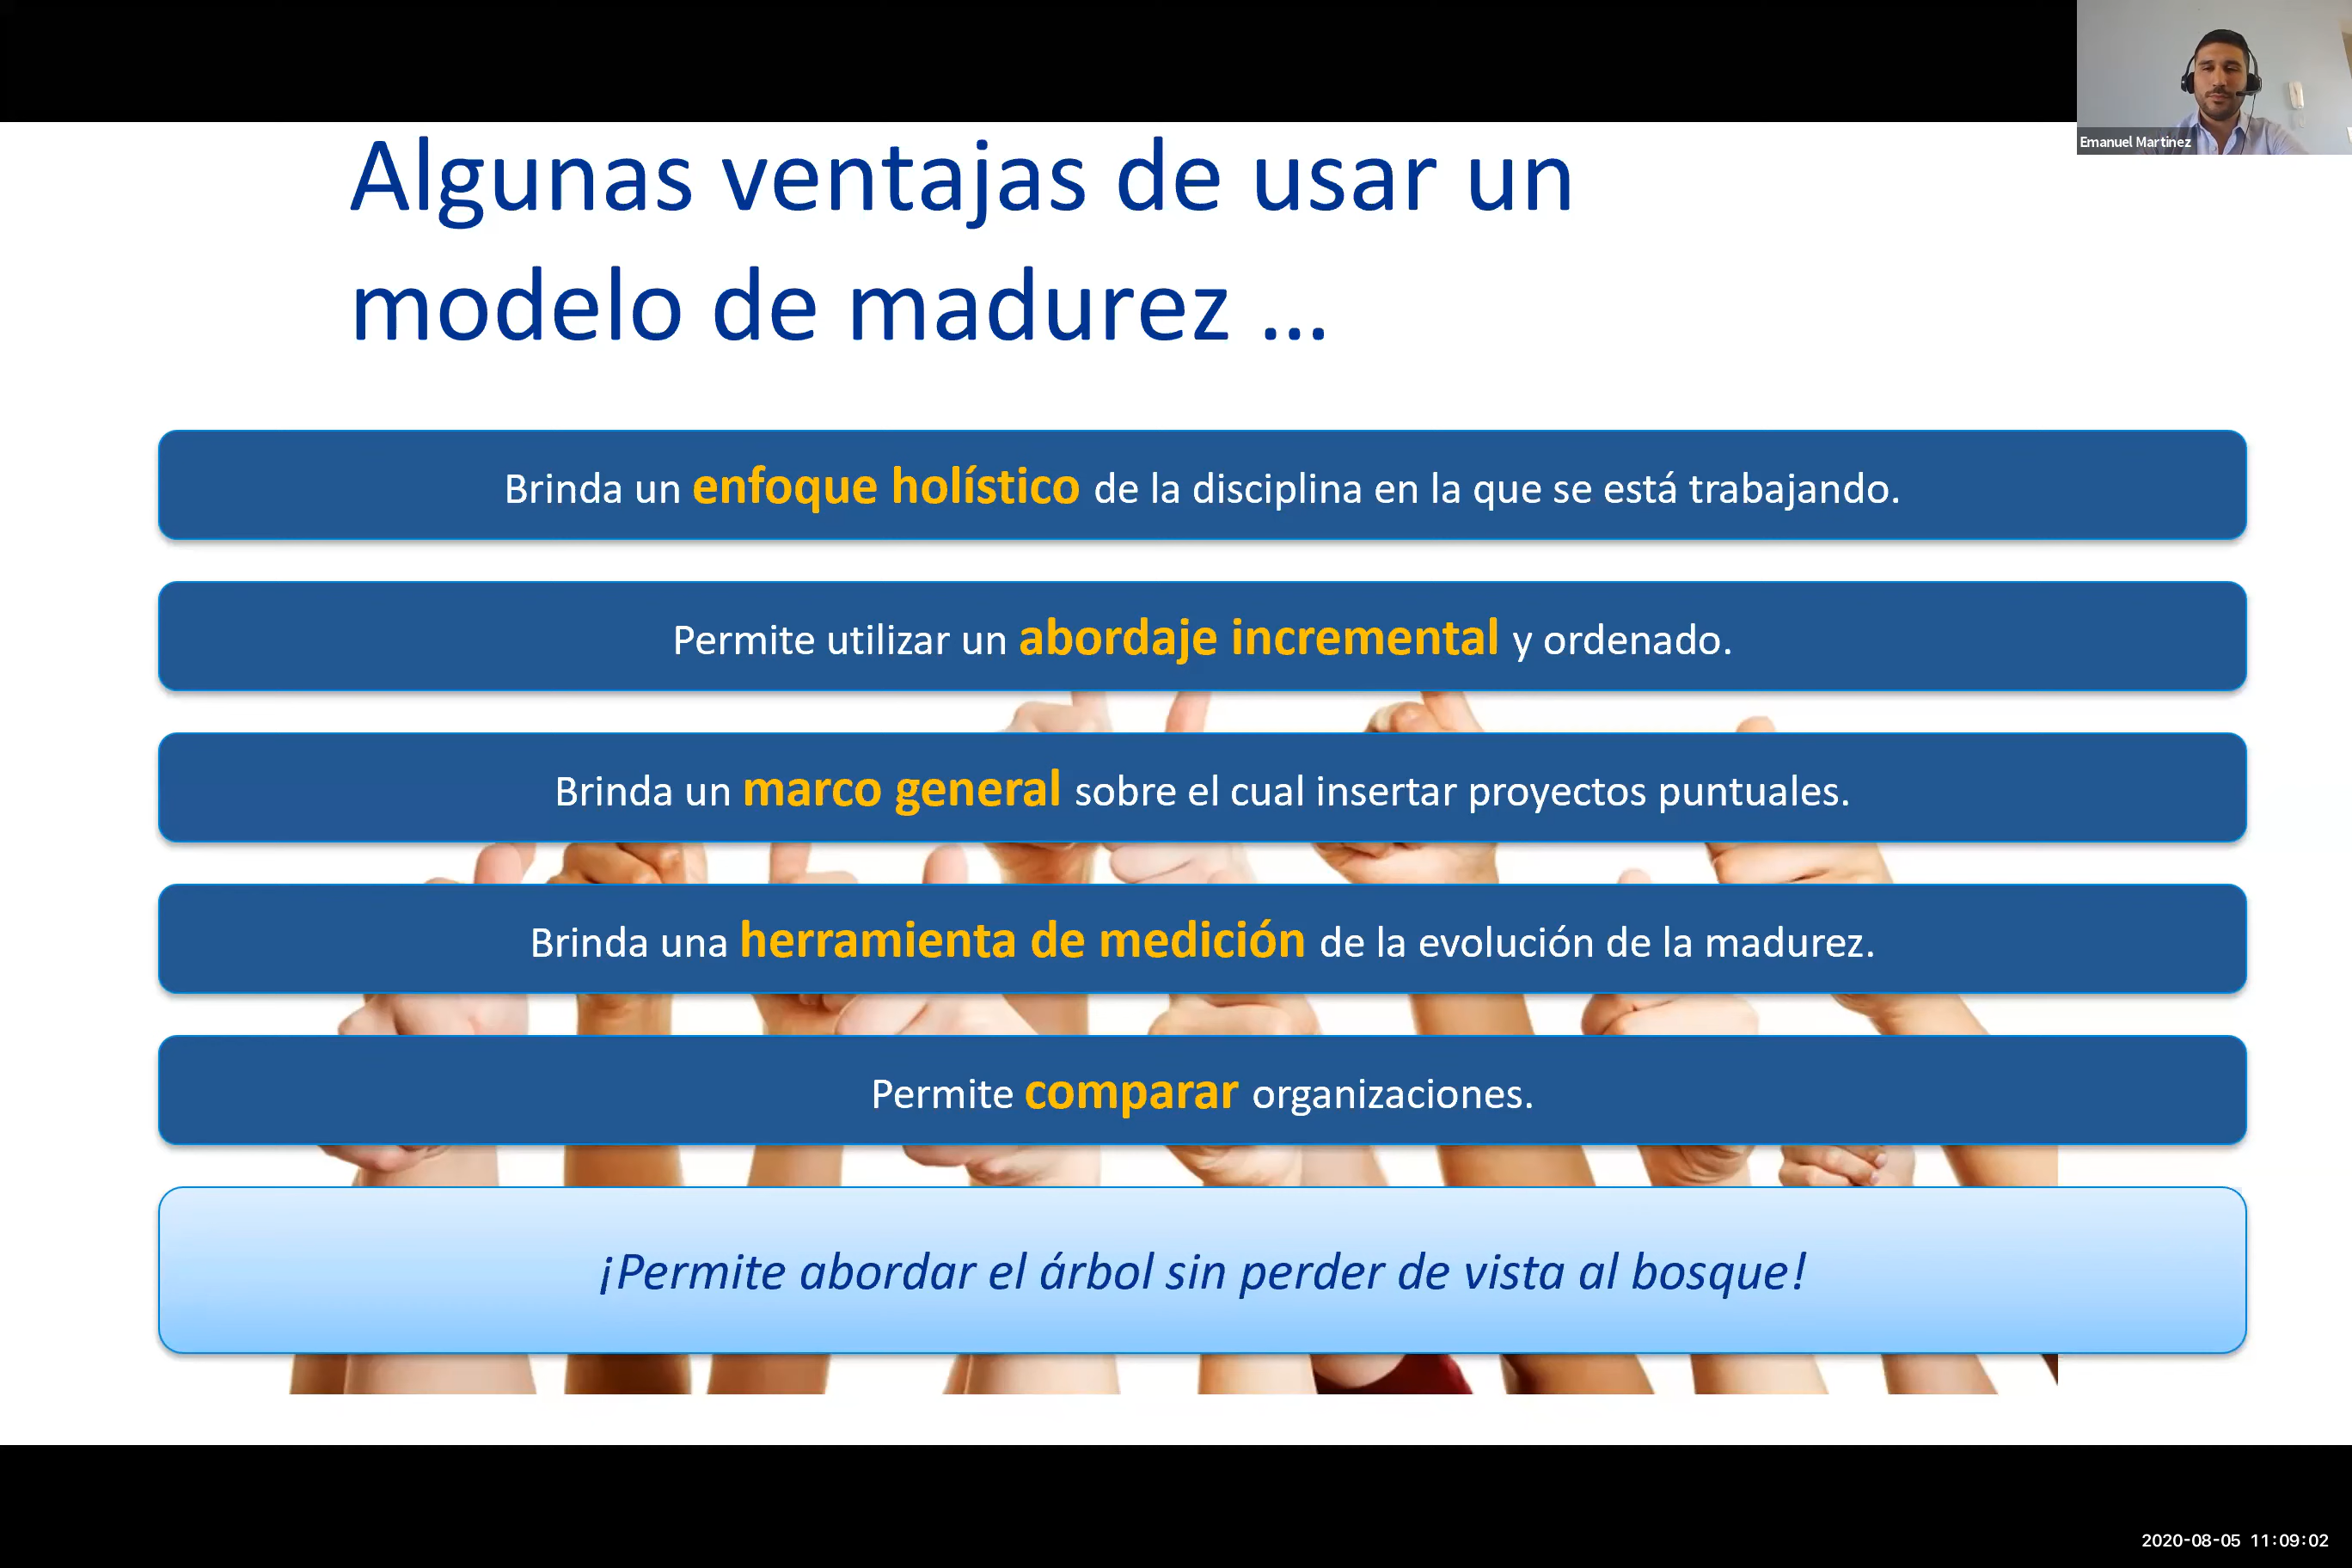 Emanuel Martinez
Algunas ventajas de usar un
modelo de madurez ...
Brinda un enfoque holístico de la disciplina en la que se está trabajando.
Permite utilizar un abordaje incremental y ordenado.
Brinda un marco general sobre el cual insertar proyectos puntuales.
Brinda una herramienta de medición de la evolución de la madurez.
Permite comparar organizaciones.
¡Permite abordar el árbol sin perder de vista al bosque!
2020-08-05 11:09:02